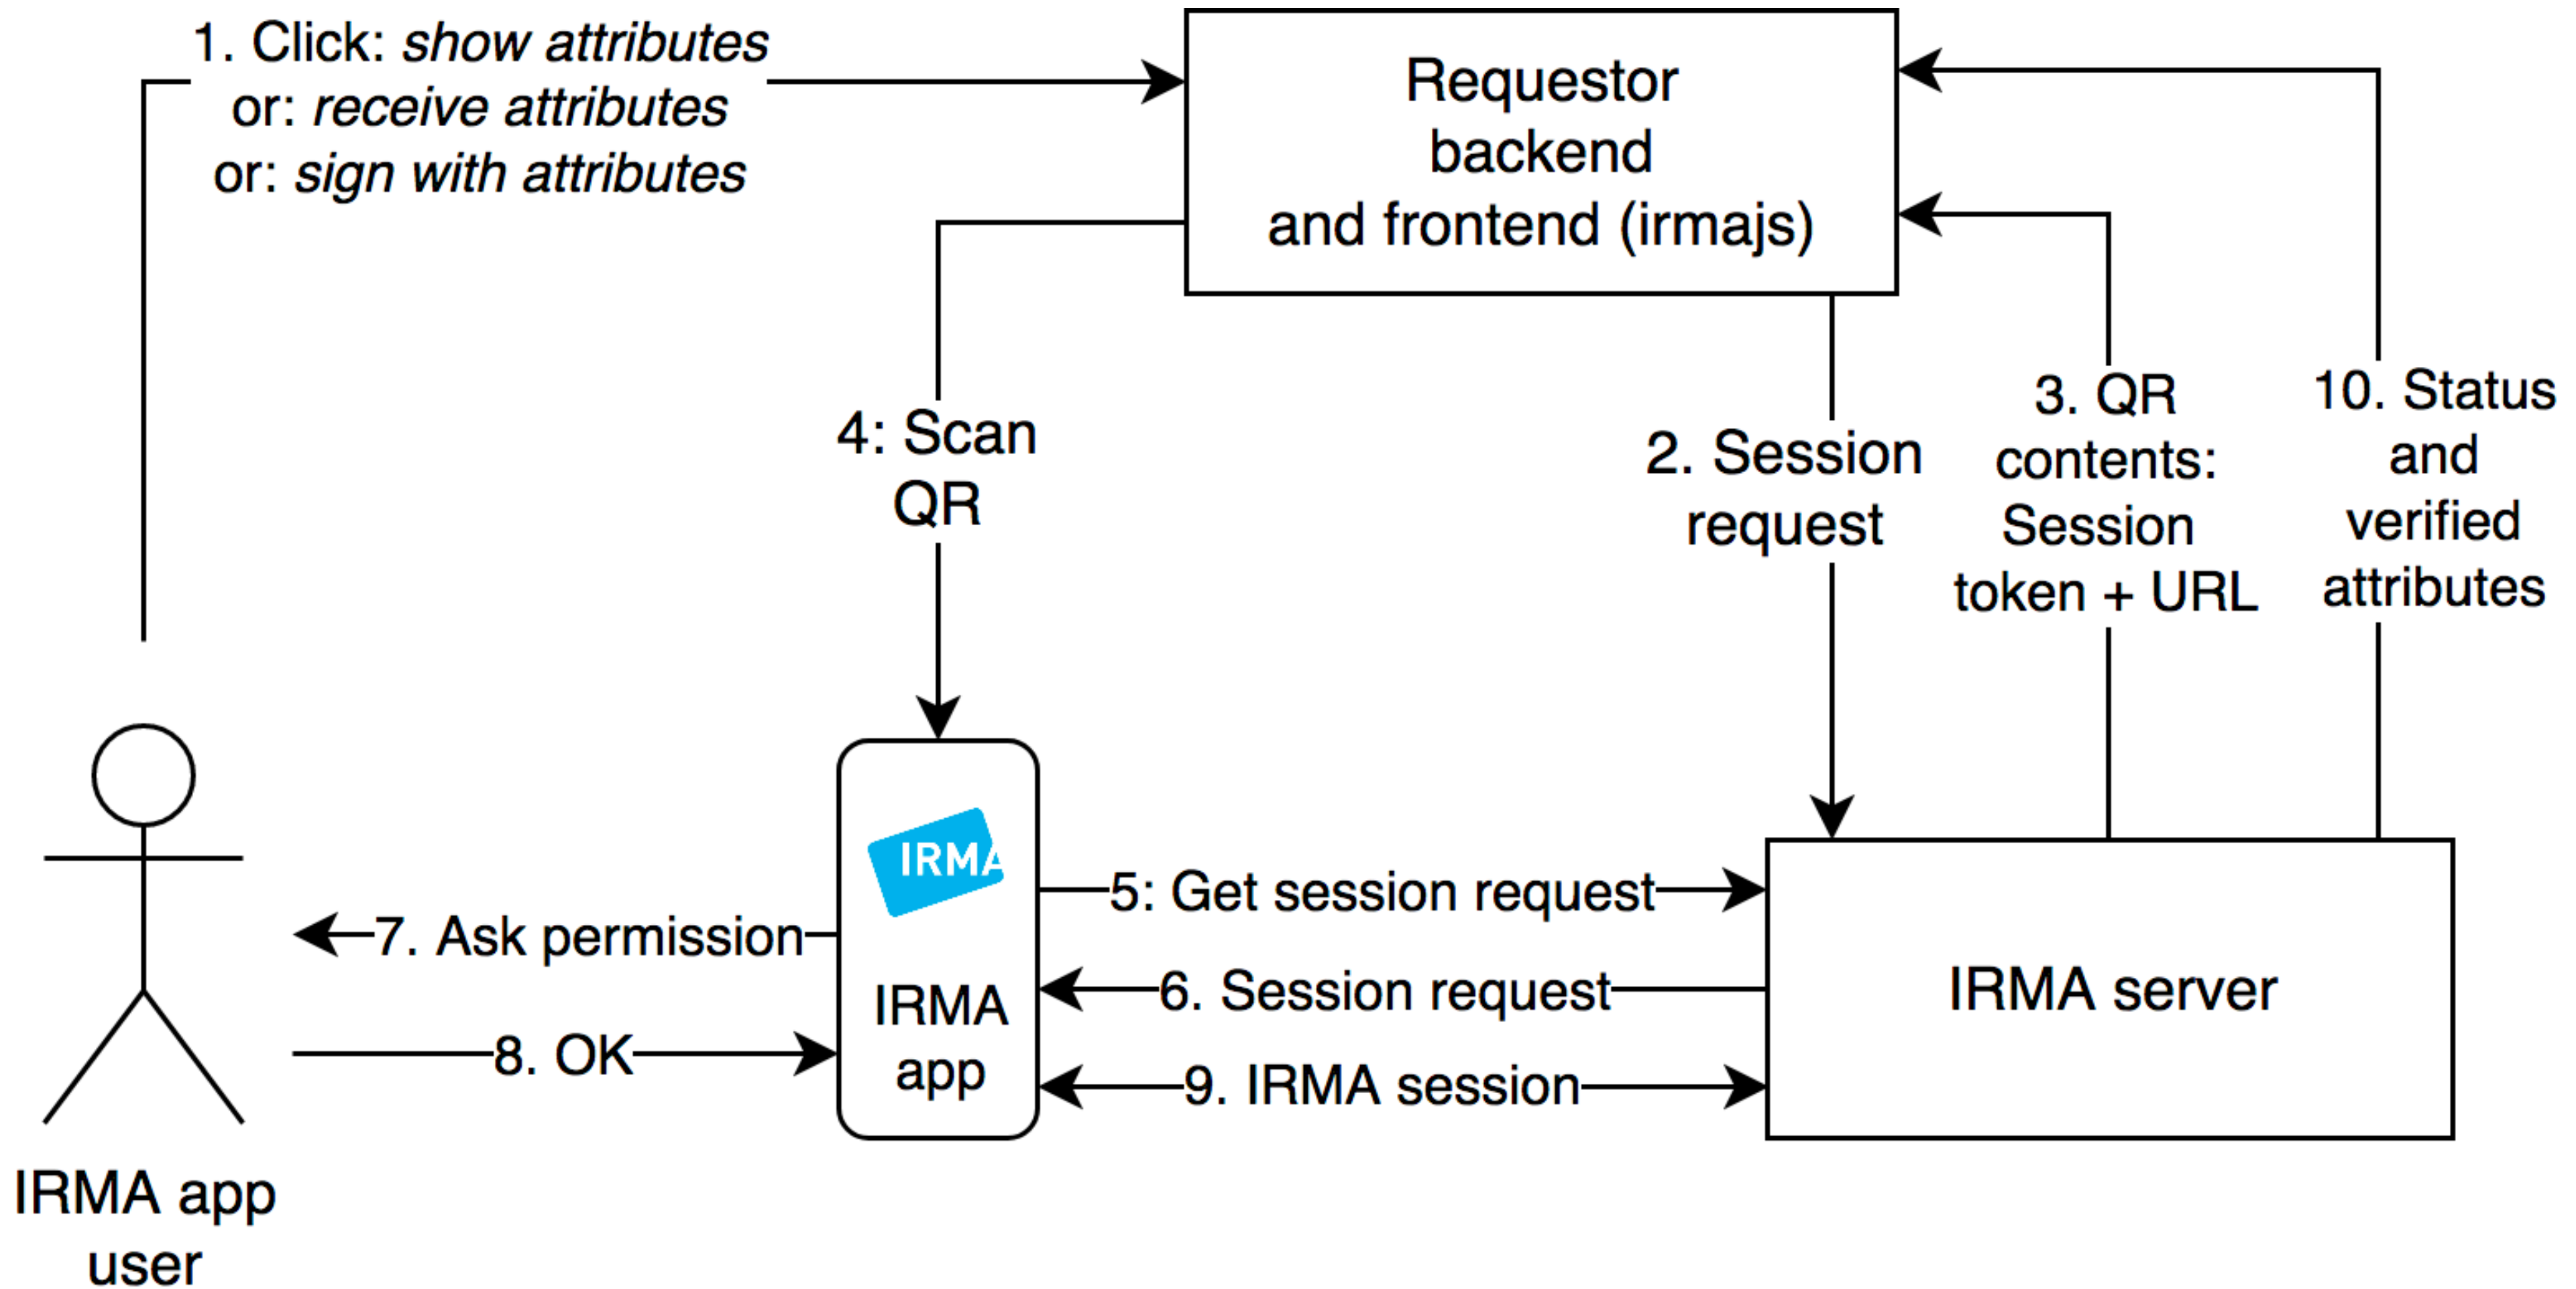 1. Click: show attributes
or: receive attributes
or: sign with attributes
Requestor
backend
and frontend (irmajs)
4: Scan
QR
2. Session
request
3. QR
contents:
Session
token + URL
10. Status
and
verified
attributes
IRMA
IRMA
app
5: Get session request
6. Session request
9. IRMA session
7. Ask permission
8. OK
IRMA server
IRMA app
user